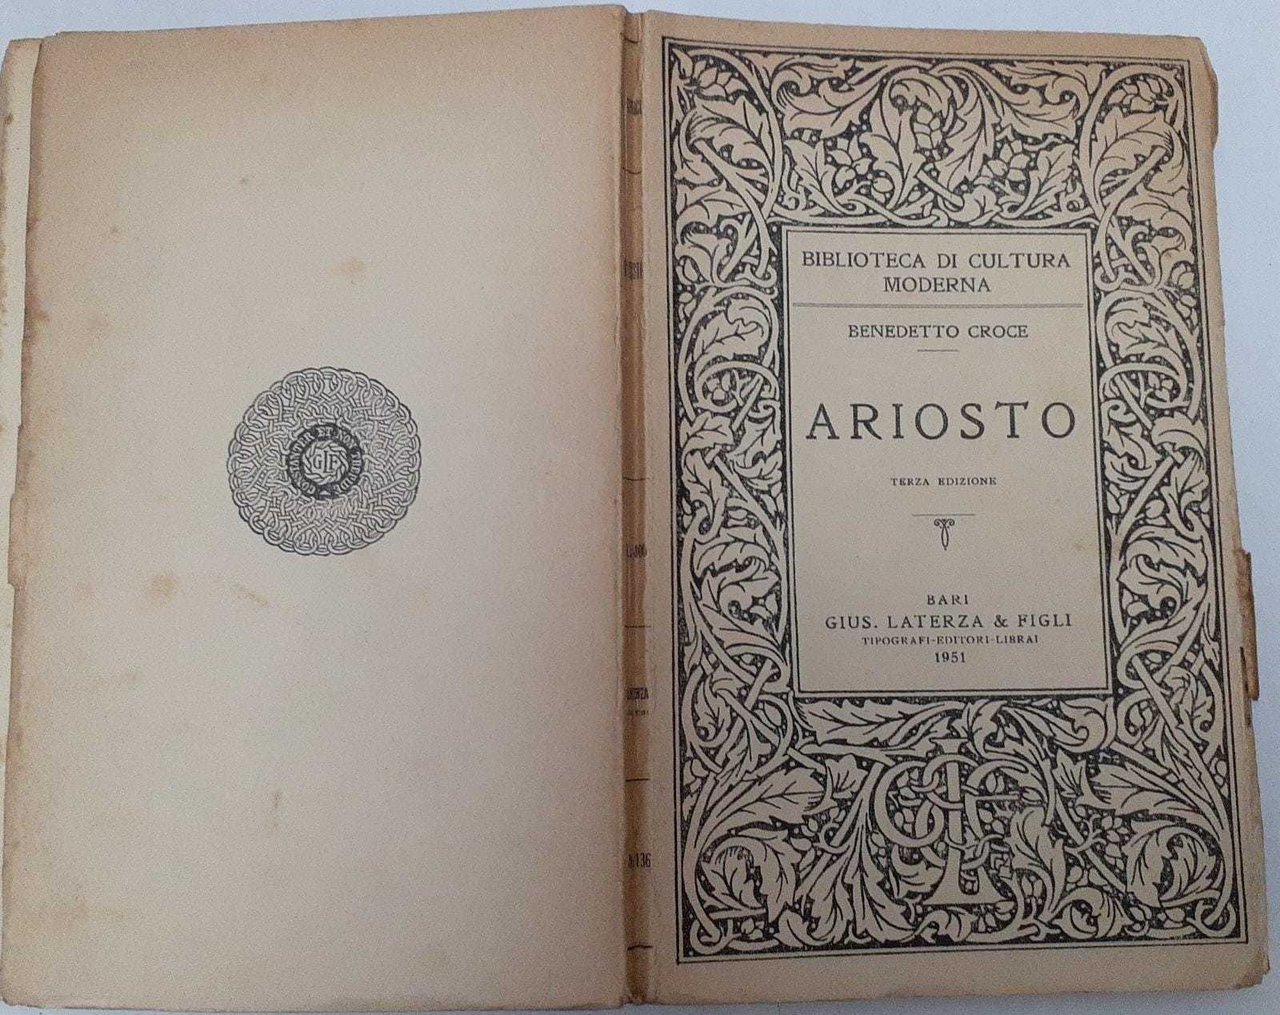 BIBLIOTECA DI CULTURA
MODERNA
BENEDETTO CROCE
ARIOSTO
TERZA EDIZIONE
BARI
GIUS. LATERZA & FIGLI
TIPOGRAFI-EDITORI-LIBRAI
1951